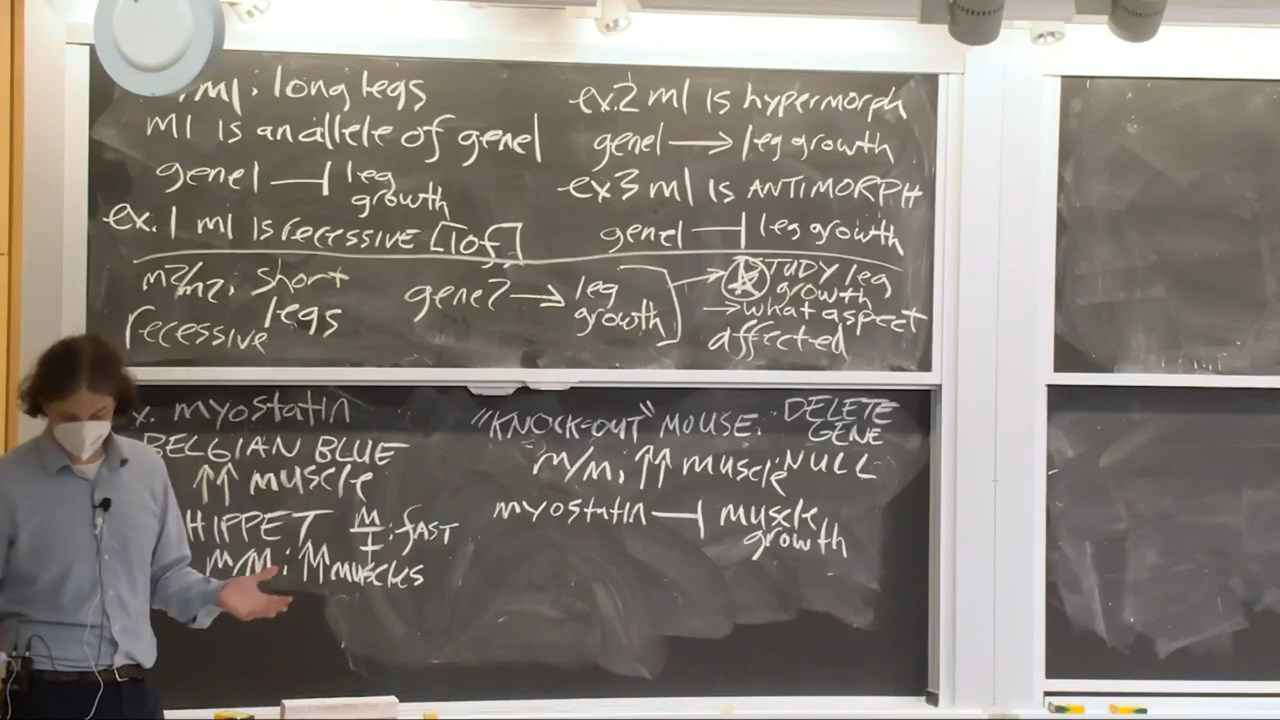 m1: long legs
m1 is an allele of gene1
gene1 ⊣ leg
growth
ex. 1 m1 is recessive [lof]
ex. 2 m1 is hypermorph
gene1 → leg growth
ex 3 m1 is ANTIMORPH
gene1 ⊣ leg growth
m2/m2: short
legs
recessive
gene2 → leg
growth
STUDY leg
growth
→ what aspect
affected
x. myostatin
BELGIAN BLUE
↑↑ muscle
HIPPET m/+ : FAST
m/m: ↑↑ muscles
"KNOCK-OUT" MOUSE: DELETE
GENE
NULL
m/m: ↑↑ muscle
myostatin ⊣ muscle
growth